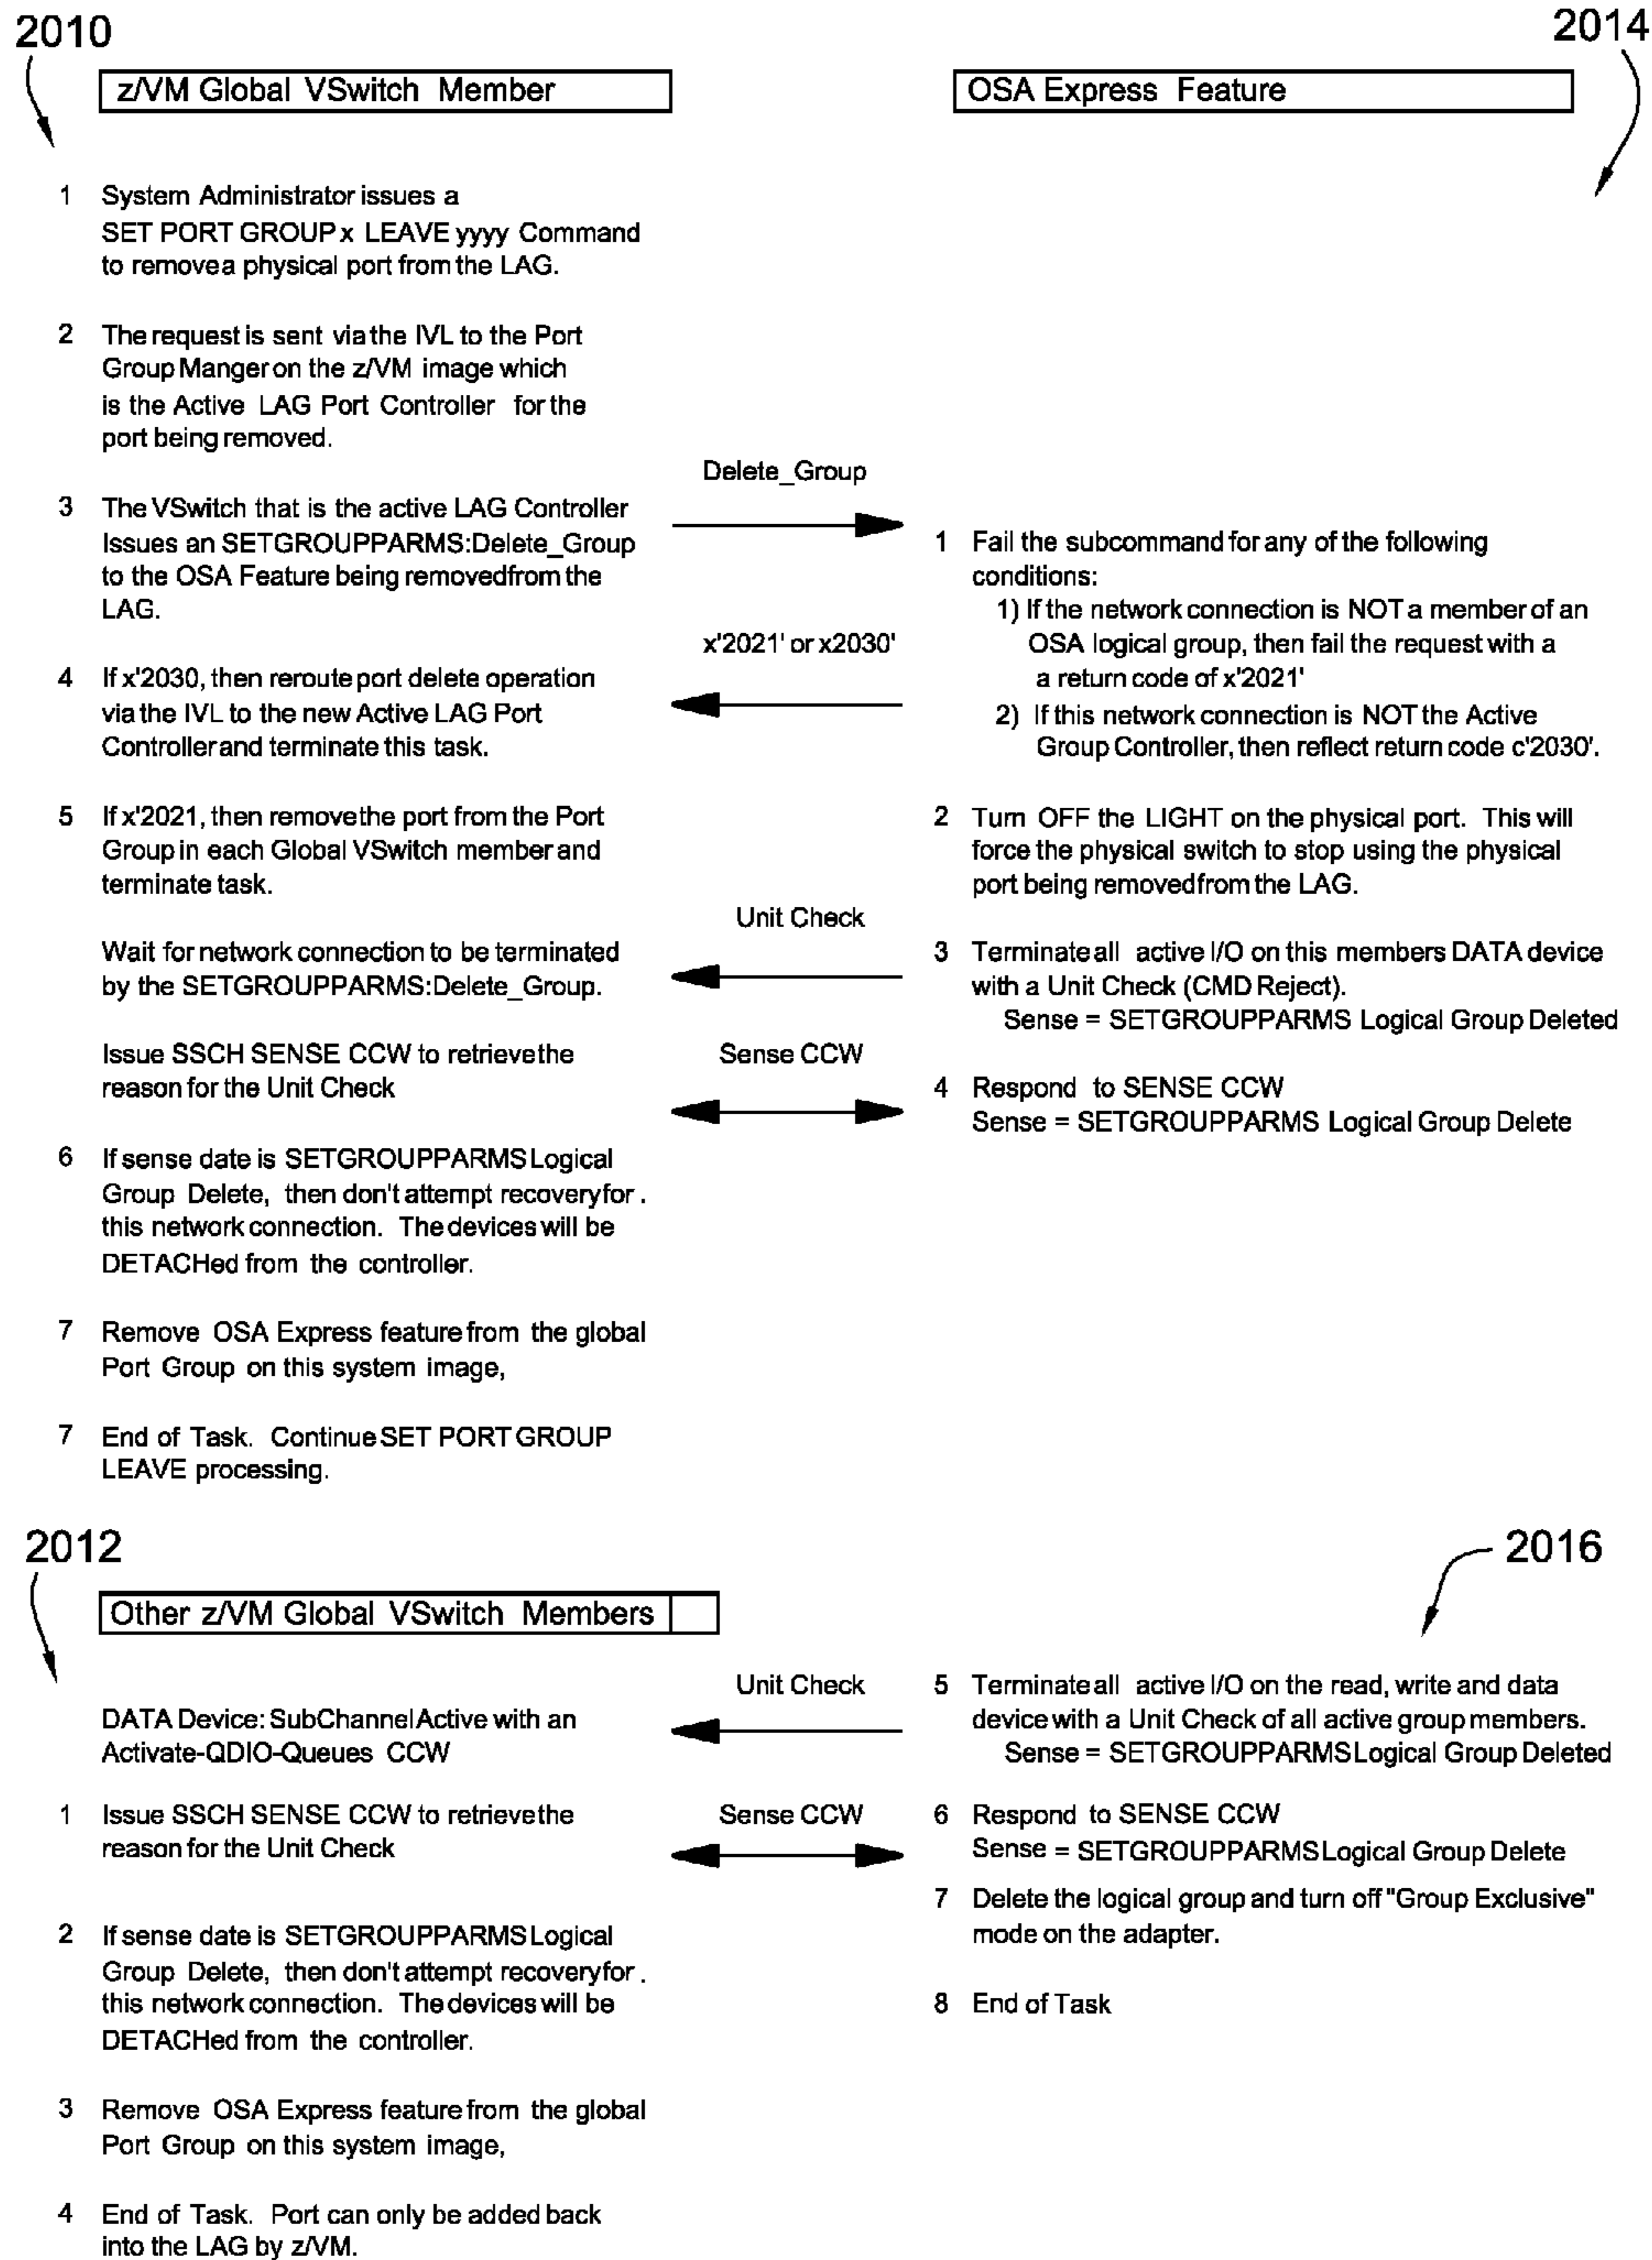 2010
2014
z/VM Global VSwitch Member
OSA Express Feature
1 System Administrator issues a
SET PORT GROUP x LEAVE yyyy Command
to remove a physical port from the LAG.
2 The request is sent via the IVL to the Port
Group Manger on the z/VM image which
is the Active LAG Port Controller for the
port being removed.
Delete_Group
3 The VSwitch that is the active LAG Controller
Issues an SETGROUPPARMS:Delete_Group
to the OSA Feature being removed from the
LAG.
1 Fail the subcommand for any of the following
conditions:
1) If the network connection is NOT a member of an
OSA logical group, then fail the request with a
a return code of x'2021'
2) If this network connection is NOT the Active
Group Controller, then reflect return code c'2030'.
x'2021' or x2030'
4 If x'2030, then reroute port delete operation
via the IVL to the new Active LAG Port
Controller and terminate this task.
5 If x'2021, then remove the port from the Port
Group in each Global VSwitch member and
terminate task.
2 Turn OFF the LIGHT on the physical port. This will
force the physical switch to stop using the physical
port being removed from the LAG.
Unit Check
Wait for network connection to be terminated
by the SETGROUPPARMS:Delete_Group.
3 Terminate all active I/O on this members DATA device
with a Unit Check (CMD Reject).
Sense = SETGROUPPARMS Logical Group Deleted
Issue SSCH SENSE CCW to retrieve the
reason for the Unit Check
Sense CCW
4 Respond to SENSE CCW
Sense = SETGROUPPARMS Logical Group Delete
6 If sense date is SETGROUPPARMS Logical
Group Delete, then don't attempt recovery for .
this network connection. The devices will be
DETACHed from the controller.
7 Remove OSA Express feature from the global
Port Group on this system image,
7 End of Task. Continue SET PORT GROUP
LEAVE processing.
2012
2016
Other z/VM Global VSwitch Members
DATA Device: SubChannel Active with an
Activate-QDIO-Queues CCW
Unit Check
5 Terminate all active I/O on the read, write and data
device with a Unit Check of all active group members.
Sense = SETGROUPPARMS Logical Group Deleted
1 Issue SSCH SENSE CCW to retrieve the
reason for the Unit Check
Sense CCW
6 Respond to SENSE CCW
Sense = SETGROUPPARMS Logical Group Delete
7 Delete the logical group and turn off "Group Exclusive"
mode on the adapter.
2 If sense date is SETGROUPPARMS Logical
Group Delete, then don't attempt recovery for .
this network connection. The devices will be
DETACHed from the controller.
8 End of Task
3 Remove OSA Express feature from the global
Port Group on this system image,
4 End of Task. Port can only be added back
into the LAG by z/VM.